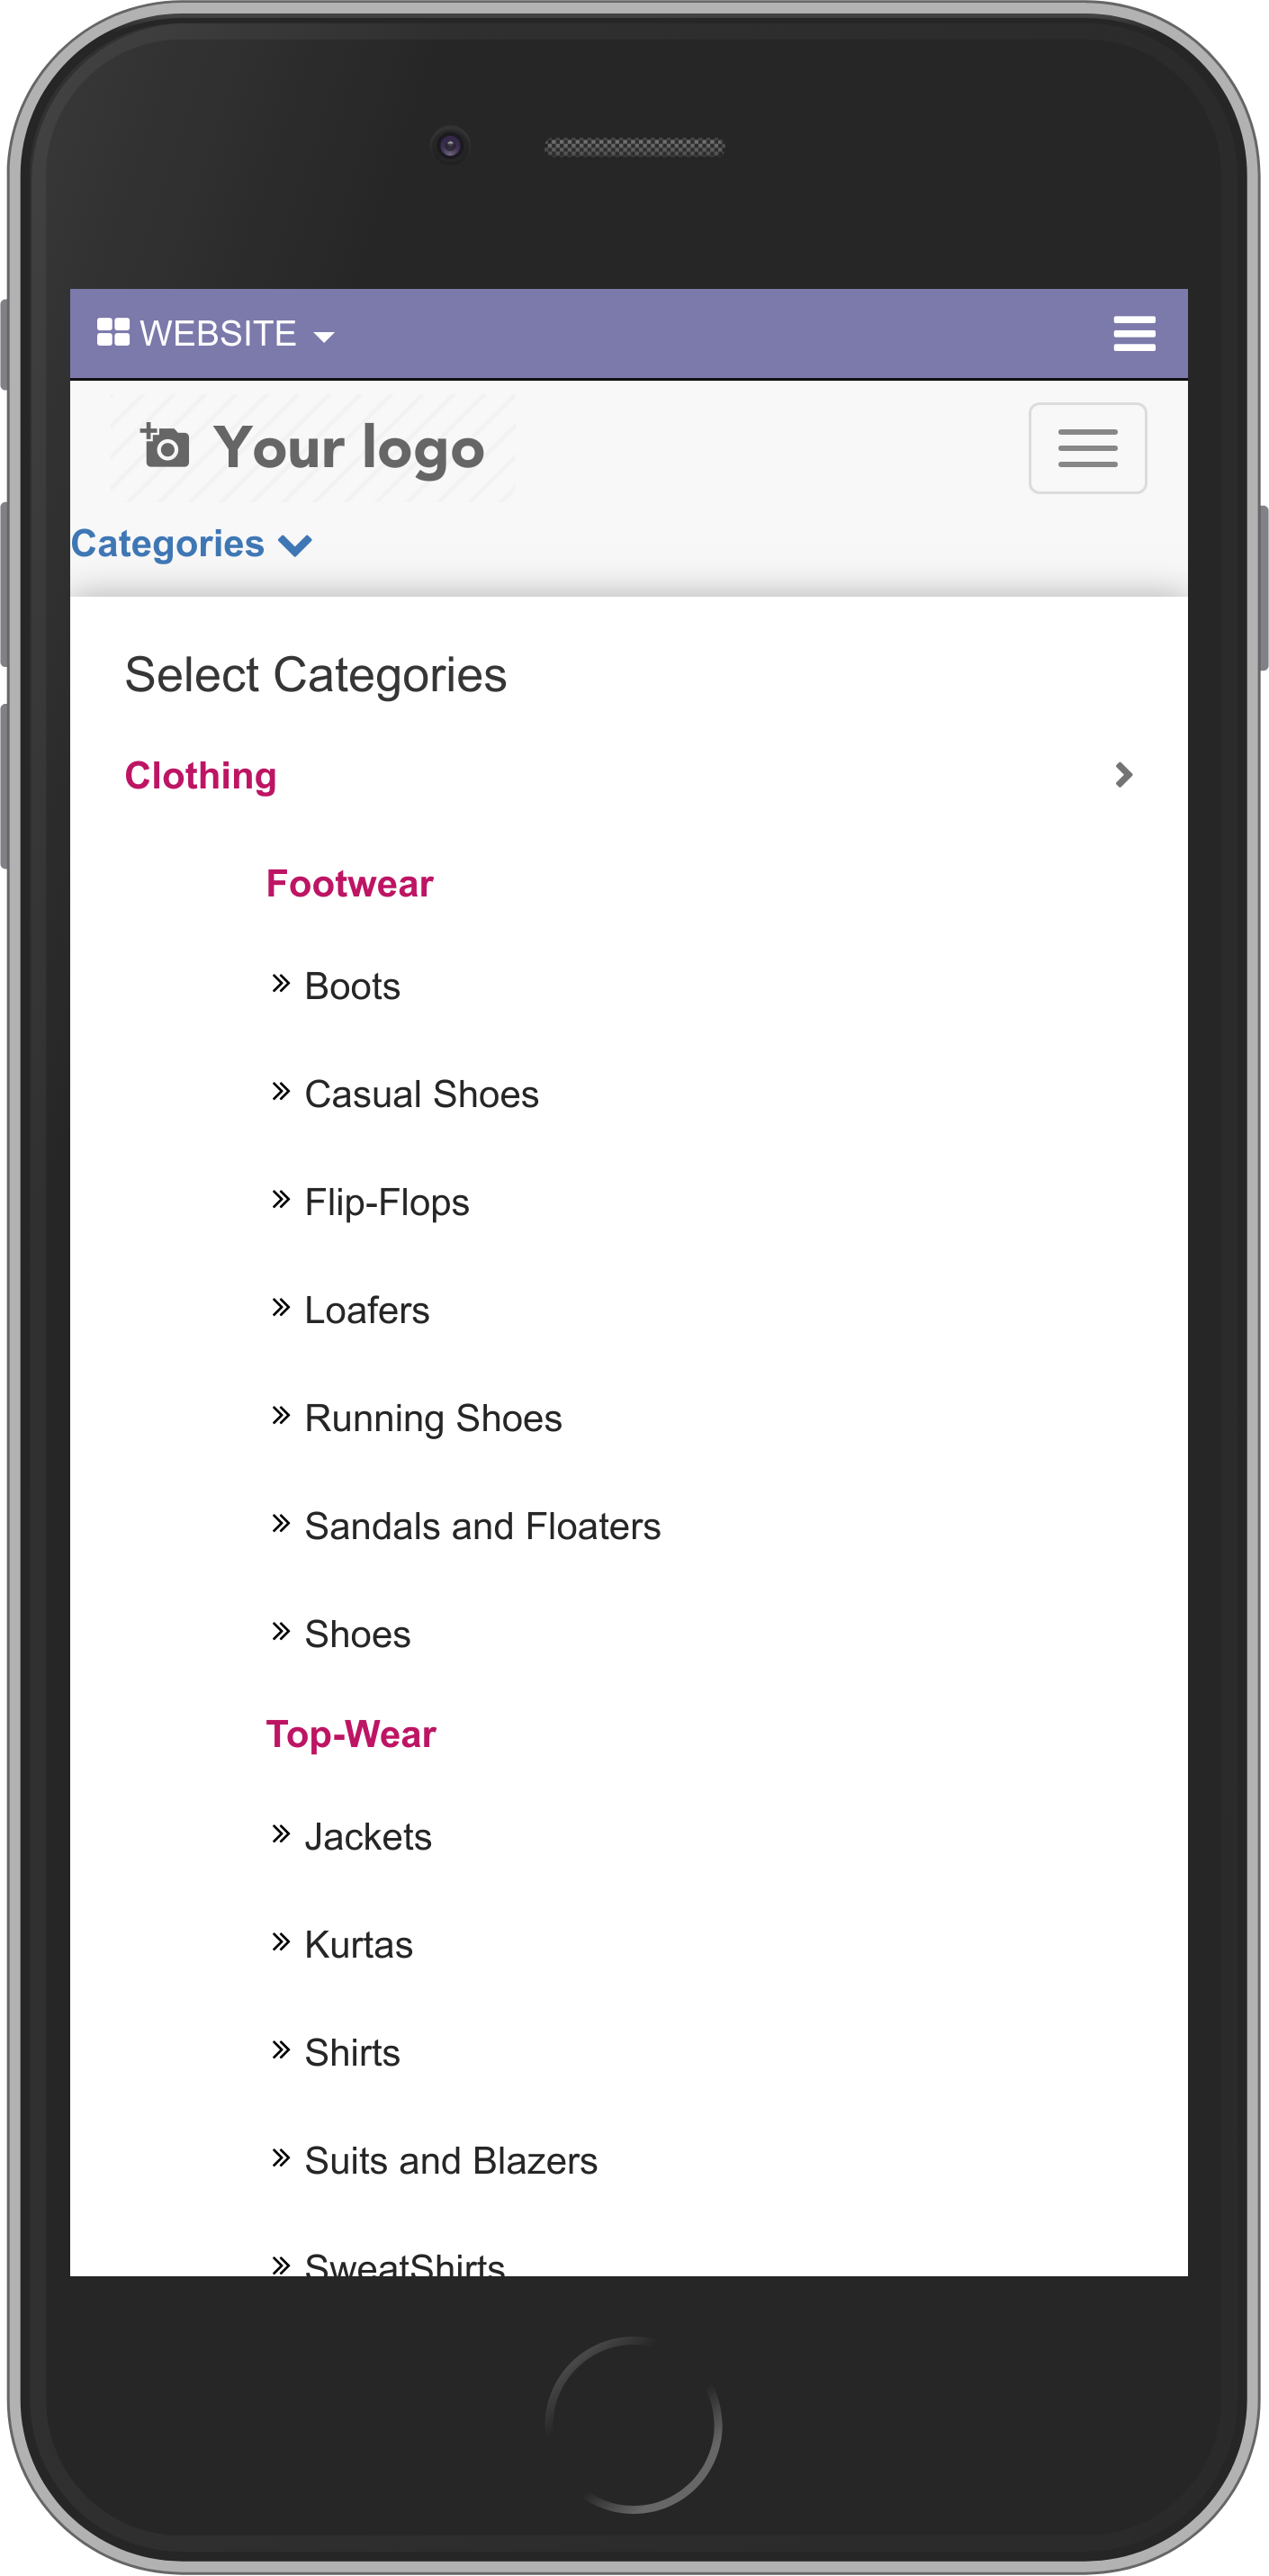 WEBSITE
Your logo
Categories
Select Categories
Clothing
Footwear
Boots
Casual Shoes
Flip-Flops
Loafers
Running Shoes
Sandals and Floaters
Shoes
Top-Wear
Jackets
Kurtas
Shirts
Suits and Blazers
SweatShirts